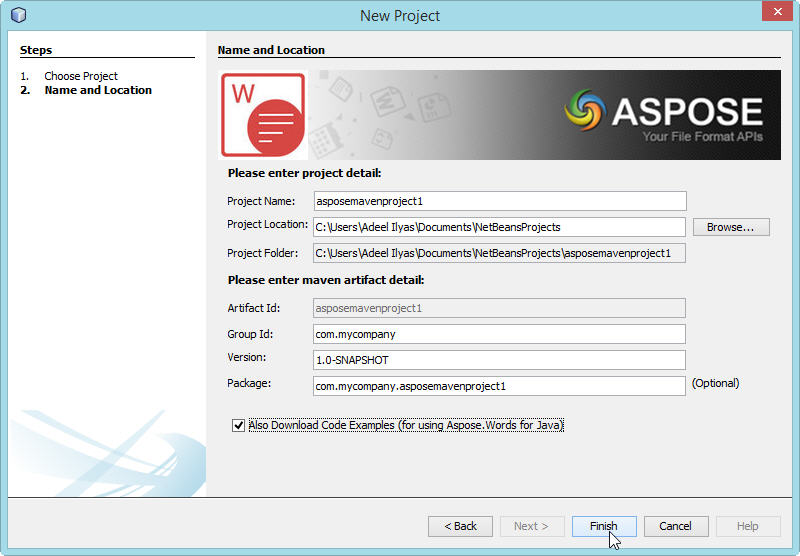 New Project
Steps
1. Choose Project
2. Name and Location
Name and Location
W
ASPOSE
Your File Format APIs
Please enter project detail:
Project Name: asposemavenproject1
Project Location: C:\Users\Adeel Ilyas\Documents\NetBeansProjects Browse...
Project Folder: C:\Users\Adeel Ilyas\Documents\NetBeansProjects\asposemavenproject1
Please enter maven artifact detail:
Artifact Id: asposemavenproject1
Group Id: com.mycompany
Version: 1.0-SNAPSHOT
Package: com.mycompany.asposemavenproject1 (Optional)
Also Download Code Examples (for using Aspose.Words for Java)
< Back Next > Finish Cancel Help